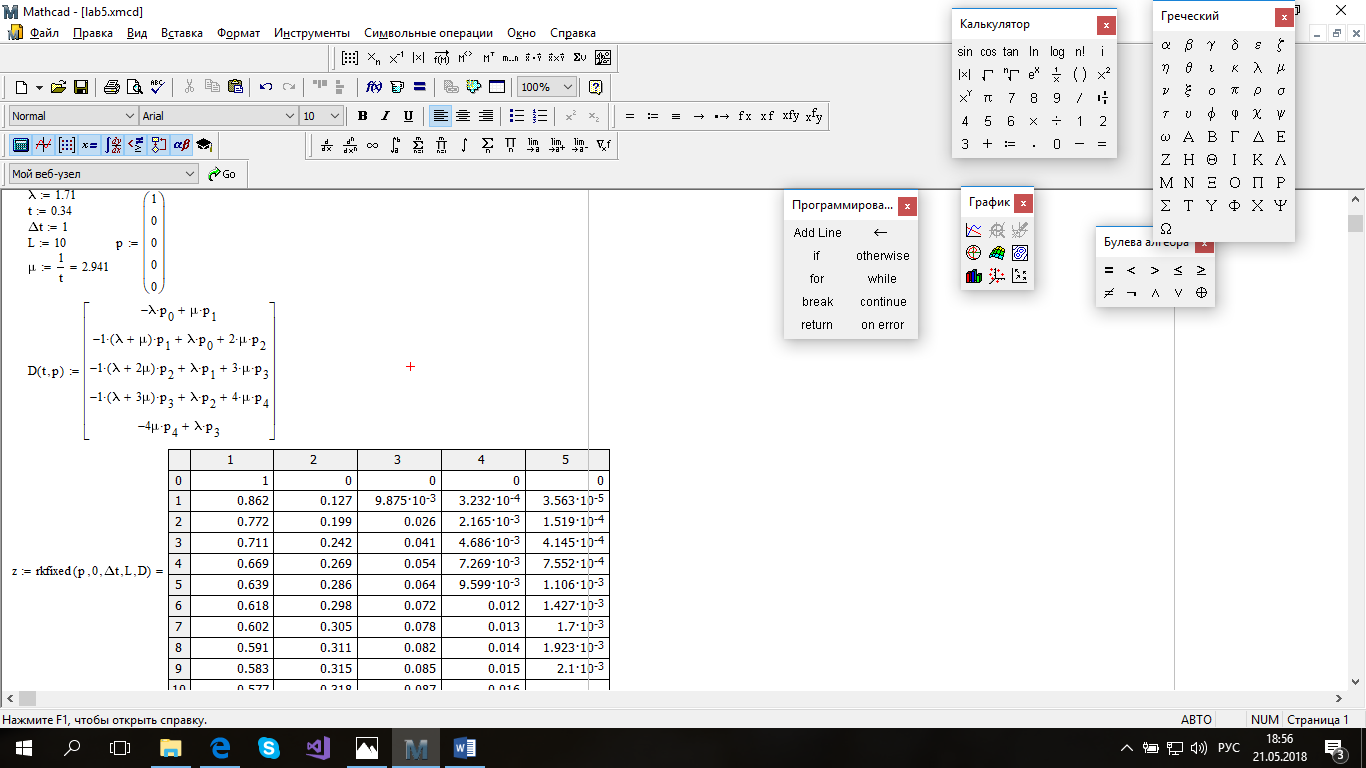 Mathcad - [lab5.xmcd]
Файл Правка Вид Вставка Формат Инструменты Символьные операции Окно Справка
100%
Normal Arial 10 B I U
Мой веб-узел Go
Калькулятор
sin cos tan ln log n! i
|×| √ ⁿ√ eˣ 1/x ( ) ×²
×ʸ π 7 8 9 /
4 5 6 × ÷ 1 2
3 + := . 0 − =
Греческий
α β γ δ ε ζ
η θ ι κ λ μ
ν ξ ο π ρ σ
τ υ ϕ φ χ ψ
ω Α Β Γ Δ Ε
Ζ Η Θ Ι Κ Λ
Μ Ν Ξ Ο Π Ρ
Σ Τ Υ Φ Χ Ψ
Ω
Программирова...
Add Line ←
if otherwise
for while
break continue
return on error
График
Булева алгебра
= < > ≤ ≥
≠ ¬ ∧ ∨ ⊕
λ := 1.71
t := 0.34
Δt := 1
L := 10
μ := 1/t = 2.941
p := (1 0 0 0 0)
D(t,p) :=
−λ·p₀ + μ·p₁
−1·(λ + μ)·p₁ + λ·p₀ + 2·μ·p₂
−1·(λ + 2μ)·p₂ + λ·p₁ + 3·μ·p₃
−1·(λ + 3μ)·p₃ + λ·p₂ + 4·μ·p₄
−4μ·p₄ + λ·p₃
z := rkfixed(p,0,Δt,L,D) =
1 2 3 4 5
0 1 0 0 0 0
1 0.862 0.127 9.875·10⁻³ 3.232·10⁻⁴ 3.563·10⁻⁵
2 0.772 0.199 0.026 2.165·10⁻³ 1.519·10⁻⁴
3 0.711 0.242 0.041 4.686·10⁻³ 4.145·10⁻⁴
4 0.669 0.269 0.054 7.269·10⁻³ 7.552·10⁻⁴
5 0.639 0.286 0.064 9.599·10⁻³ 1.106·10⁻³
6 0.618 0.298 0.072 0.012 1.427·10⁻³
7 0.602 0.305 0.078 0.013 1.7·10⁻³
8 0.591 0.311 0.082 0.014 1.923·10⁻³
9 0.583 0.315 0.085 0.015 2.1·10⁻³
10 0.577 0.318 0.087 0.016
Нажмите F1, чтобы открыть справку.
АВТО NUM Страница 1
РУС
18:56
21.05.2018
3